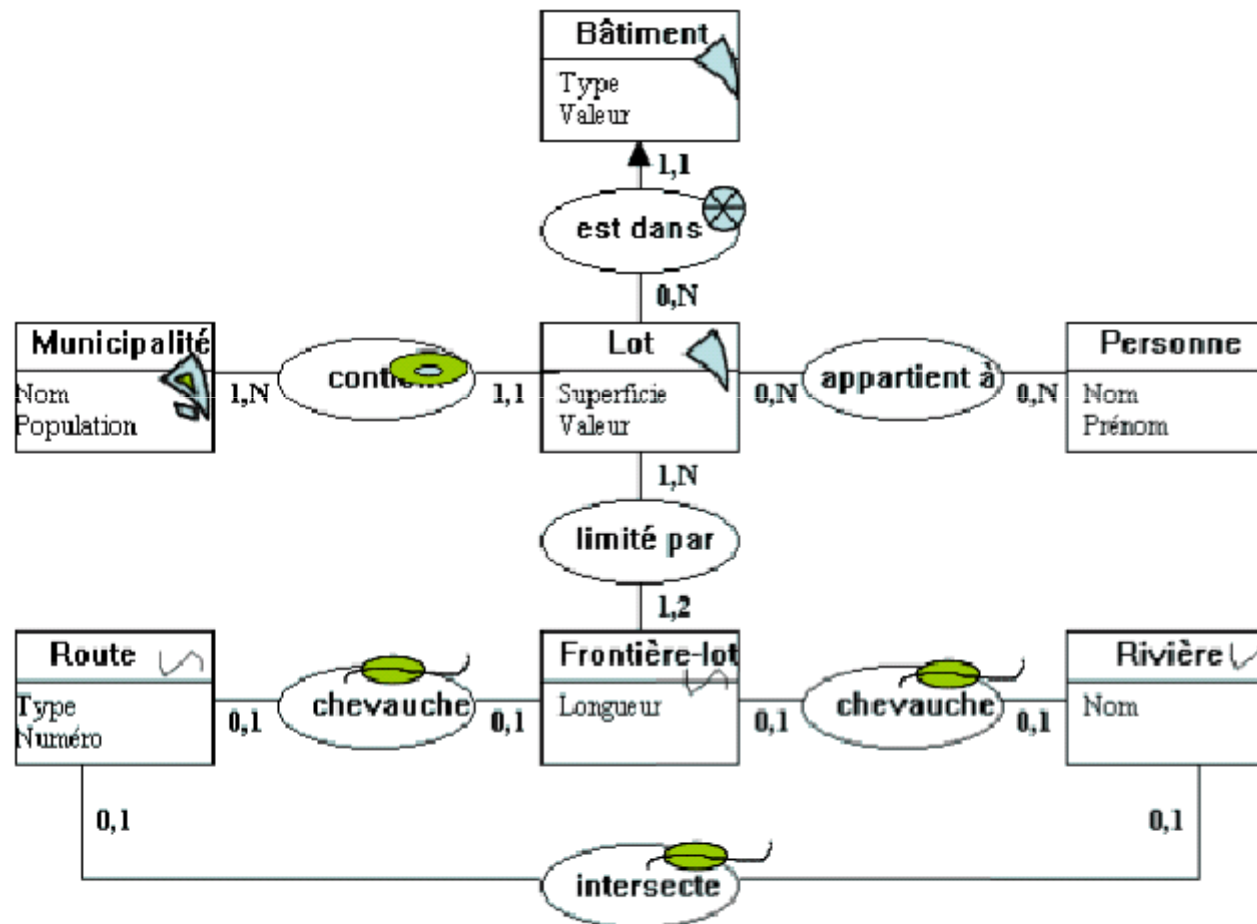 Bâtiment
Type
Valeur
1,1
est dans
0,N
Municipalité
Nom
Population
1,N
1,1
Lot
Superficie
Valeur
0,N
appartient à
0,N
Personne
Nom
Prénom
1,N
limité par
1,2
Route
Type
Numéro
0,1
chevauche
0,1
Frontière-lot
Longueur
0,1
chevauche
0,1
Rivière
Nom
0,1
0,1
intersecte